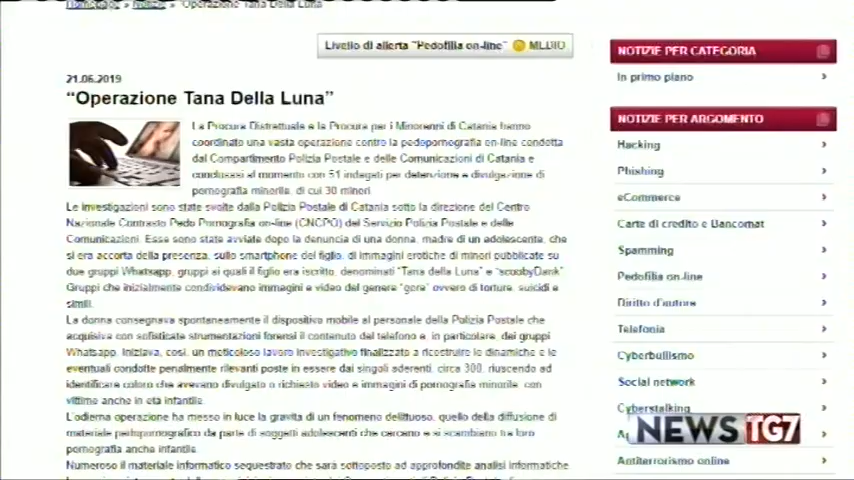 Homepage » Notizie » "Operazione Tana Della Luna"
Livello di allerta "Pedofilia on-line" MEDIO
21.06.2019
“Operazione Tana Della Luna”
La Procura Distrettuale e la Procura per i Minorenni di Catania hanno
coordinato una vasta operazione contro la pedopornografia on-line condotta
dal Compartimento Polizia Postale e delle Comunicazioni di Catania e
conclusasi al momento con 51 indagati per detenzione e divulgazione di
pornografia minorile, di cui 30 minori.
Le investigazioni sono state svolte dalla Polizia Postale di Catania sotto la direzione del Centro
Nazionale Contrasto Pedo Pornografia on-line (CNCPO) del Servizio Polizia Postale e delle
Comunicazioni. Esse sono state avviate dopo la denuncia di una donna, madre di un adolescente, che
si era accorta della presenza, sullo smartphone del figlio, di immagini erotiche di minori pubblicate su
due gruppi Whatsapp, gruppi ai quali il figlio era iscritto, denominati "Tana della Luna" e "scoobyDank"
Gruppi che inizialmente condividevano immagini e video del genere "gore" ovvero di torture, suicidi e
simili.
La donna consegnava spontaneamente il dispositivo mobile al personale della Polizia Postale che
acquisiva con sofisticate strumentazioni forensi il contenuto del telefono e, in particolare, dei gruppi
Whatsapp. Iniziava, così, un meticoloso lavoro investigativo finalizzato a ricostruire le dinamiche e le
eventuali condotte penalmente rilevanti poste in essere dai singoli aderenti, circa 300, riuscendo ad
identificare coloro che avevano divulgato o richiesto video e immagini di pornografia minorile, con
vittime anche in età infantile.
L'odierna operazione ha messo in luce la gravità di un fenomeno delittuoso, quello della diffusione di
materiale pedopornografico da parte di soggetti adolescenti che cercano e si scambiano tra loro
pornografia anche infantile.
Numeroso il materiale informatico sequestrato che sarà sottoposto ad approfondite analisi informatiche
NOTIZIE PER CATEGORIA
In primo piano
NOTIZIE PER ARGOMENTO
Hacking
Phishing
eCommerce
Carte di credito e Bancomat
Spamming
Pedofilia on-line
Diritto d'autore
Telefonia
Cyberbullismo
Social network
Cyberstalking
Antiterrorismo online
NEWS TG7